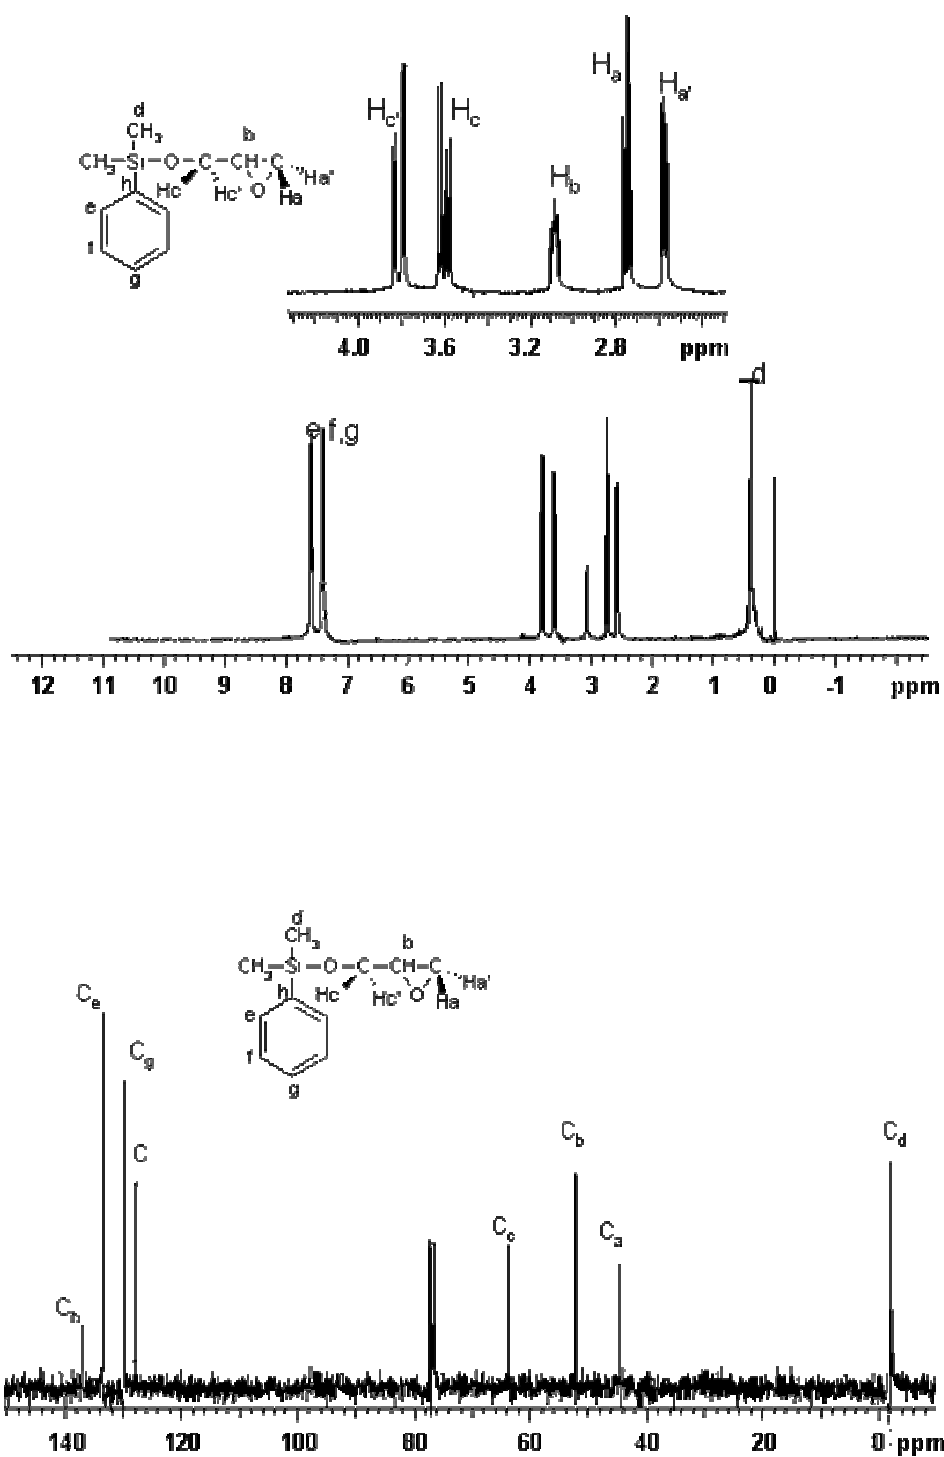 Ha
Hc' Hc Ha'
d
CH3 b
CH3-Si-O-C-CH-C
Hb
h Hc Hc' O Ha Ha'
e
f
g
4.0 3.6 3.2 2.8 ppm
d
e f,g
12 11 10 9 8 7 6 5 4 3 2 1 0 -1 ppm
d
CH3 b
CH3-Si-O-C-CH-C
h Hc Hc' O Ha Ha'
Ce
e
Cg
f
g
Cb Cd
C
Cc Ca
Ch
140 120 100 80 60 40 20 0 ppm